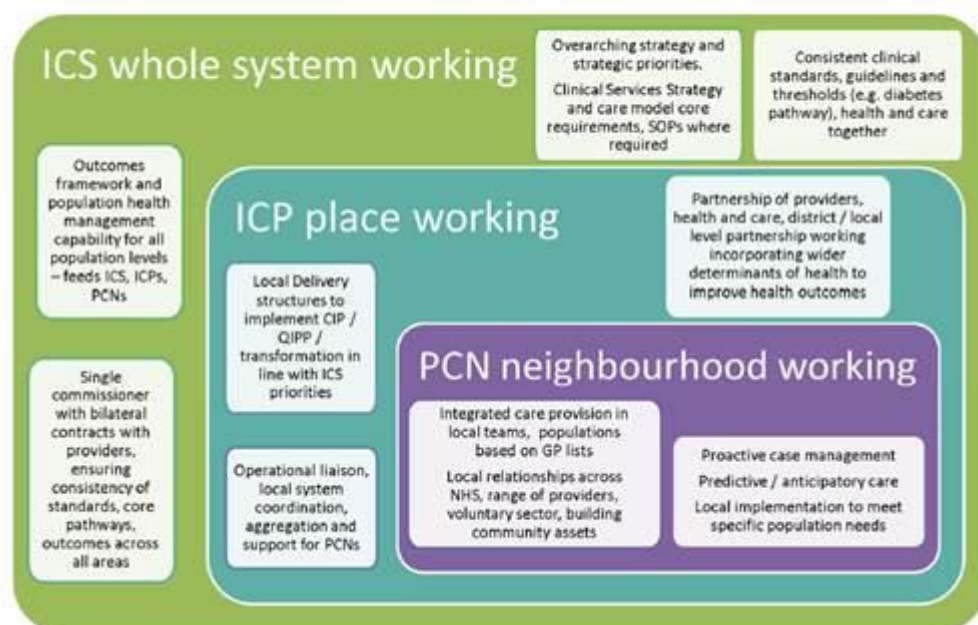 ICS whole system working
Overarching strategy and
strategic priorities.
Clinical Services Strategy
and care model core
requirements, SOPs where
required
Consistent clinical
standards, guidelines and
thresholds (e.g. diabetes
pathway), health and care
together
Outcomes
framework and
population health
management
capability for all
population levels
– feeds ICS, ICPs,
PCNs
Single
commissioner
with bilateral
contracts with
providers,
ensuring
consistency of
standards, core
pathways,
outcomes across
all areas
ICP place working
Partnership of providers,
health and care, district / local
level partnership working
incorporating wider
determinants of health to
improve health outcomes
Local Delivery
structures to
implement CIP /
QIPP /
transformation in
line with ICS
priorities
Operational liaison,
local system
coordination,
aggregation and
support for PCNs
PCN neighbourhood working
Integrated care provision in
local teams, populations
based on GP lists
Local relationships across
NHS, range of providers,
voluntary sector, building
community assets
Proactive case management
Predictive / anticipatory care
Local implementation to meet
specific population needs